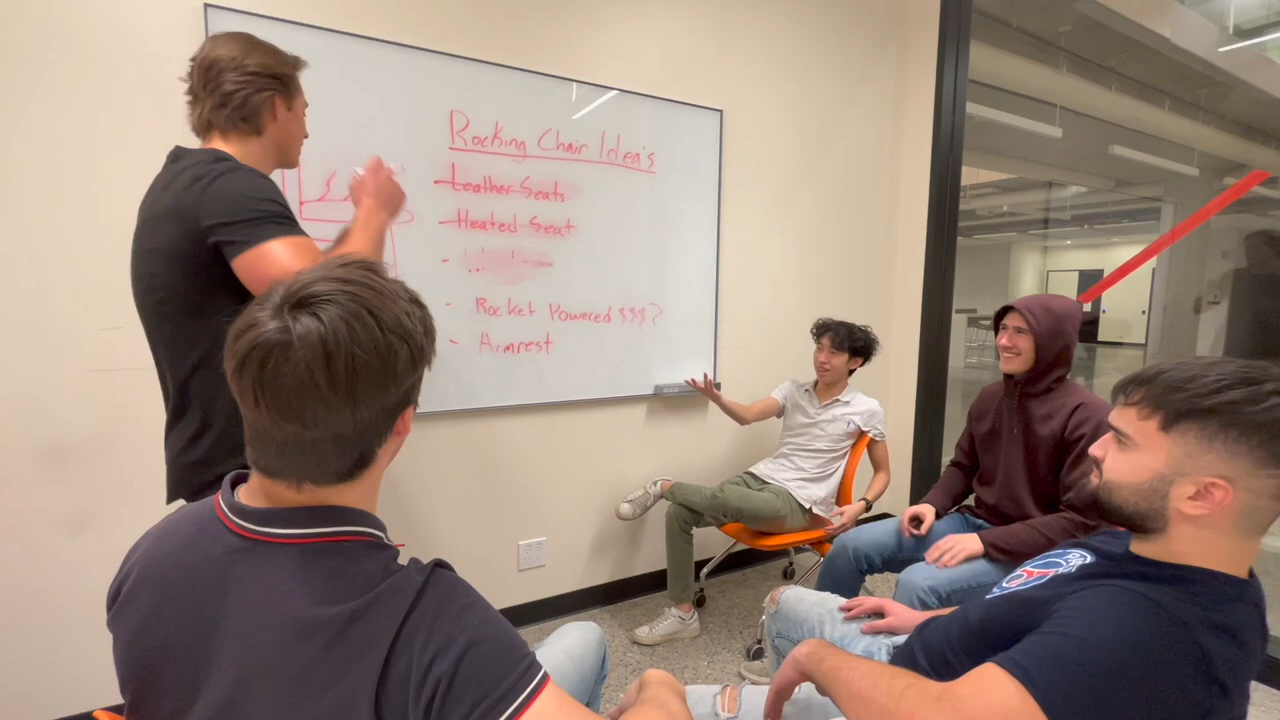 Rocking Chair Idea's
- Leather Seats
- Heated Seat
-
- Rocket Powered $$$?
- Armrest